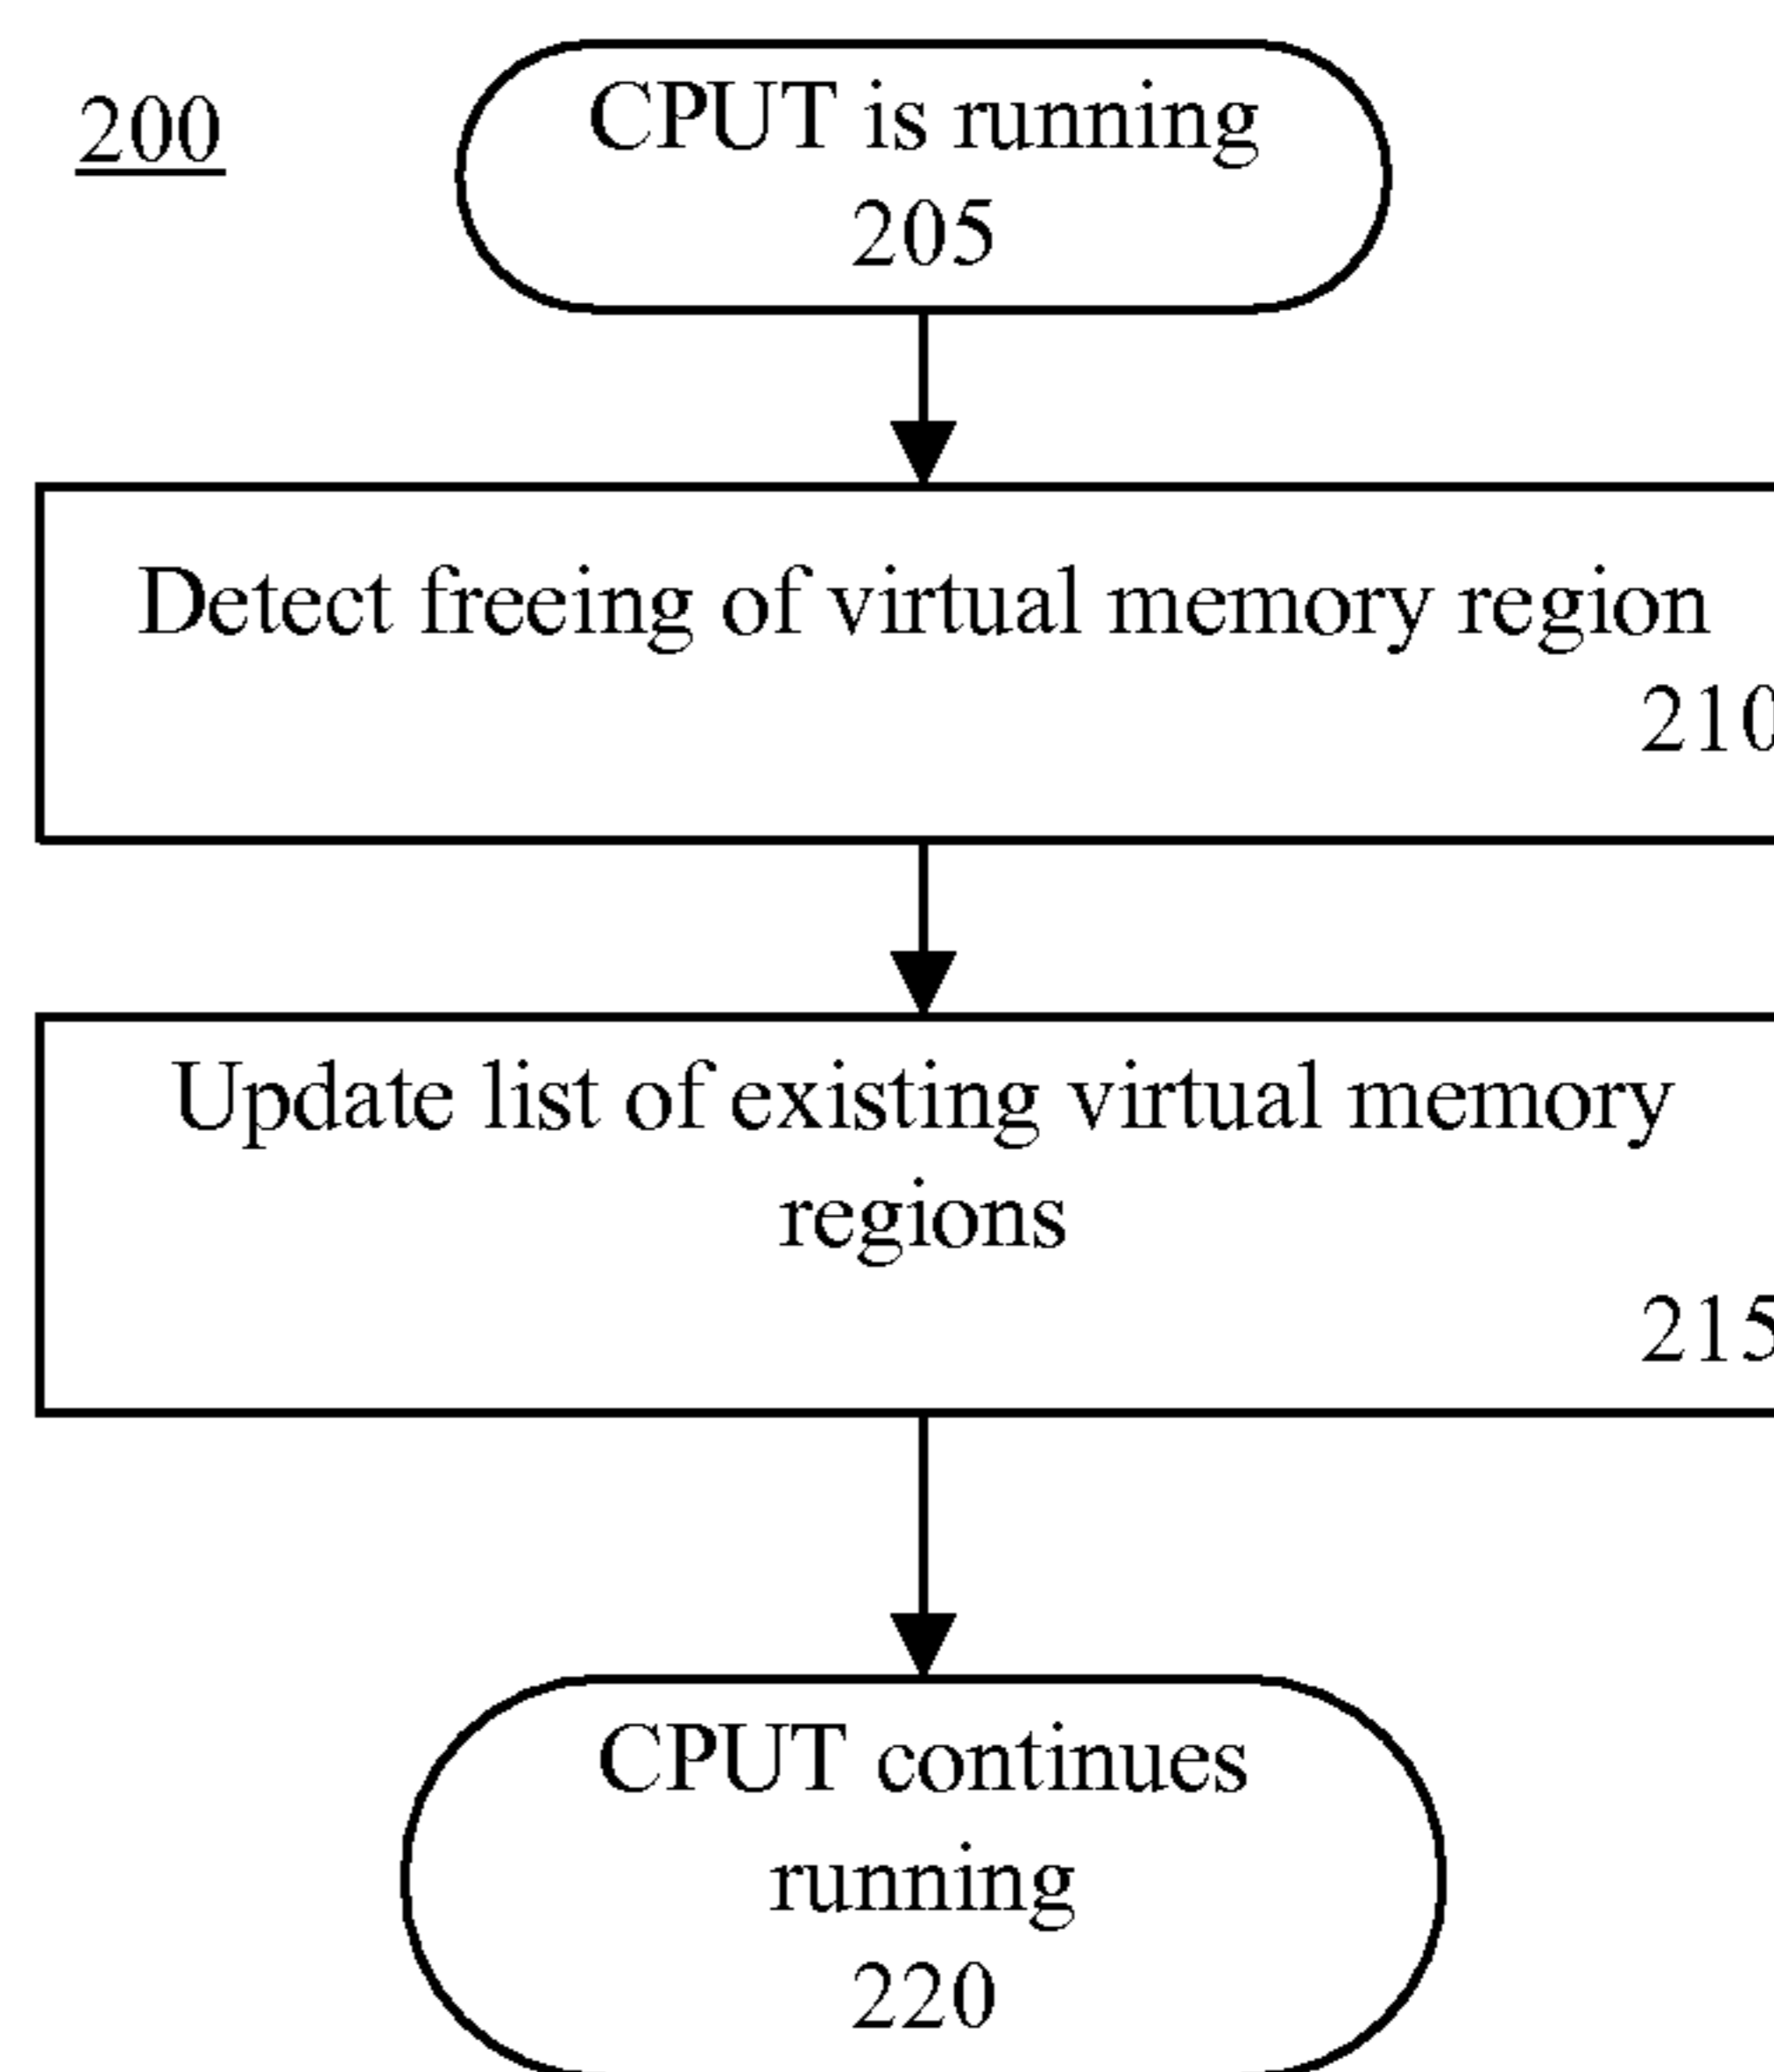 200
CPUT is running
205
Detect freeing of virtual memory region
210
Update list of existing virtual memory
regions
215
CPUT continues
running
220